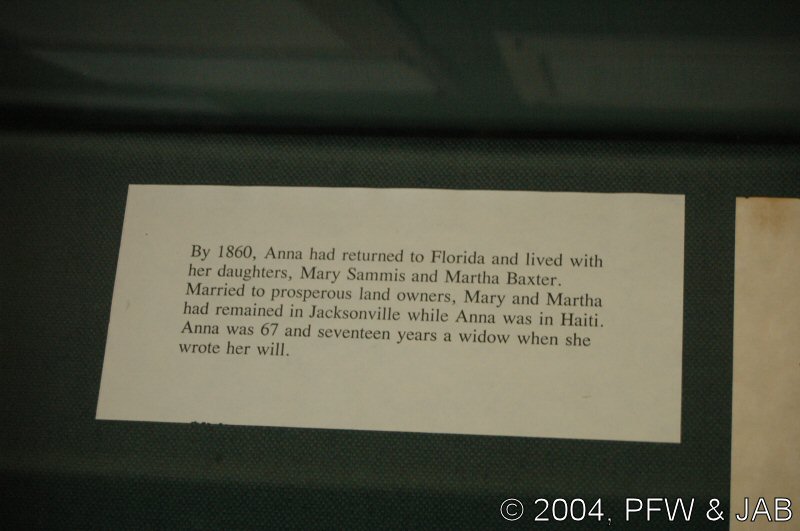 By 1860, Anna had returned to Florida and lived with
her daughters, Mary Sammis and Martha Baxter.
Married to prosperous land owners, Mary and Martha
had remained in Jacksonville while Anna was in Haiti.
Anna was 67 and seventeen years a widow when she
wrote her will.
© 2004, PFW & JAB